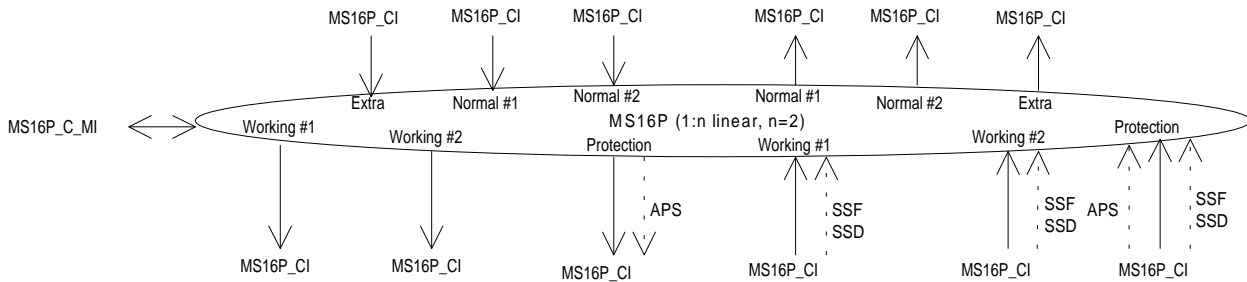 MS16P_CI MS16P_CI MS16P_CI MS16P_CI MS16P_CI MS16P_CI
Extra Normal #1 Normal #2 Normal #1 Normal #2 Extra
MS16P_C_MI Working #1 MS16P (1:n linear, n=2) Protection
Working #2 Protection Working #1 Working #2
APS SSF SSF APS SSF
SSD SSD SSD
MS16P_CI MS16P_CI MS16P_CI MS16P_CI MS16P_CI MS16P_CI